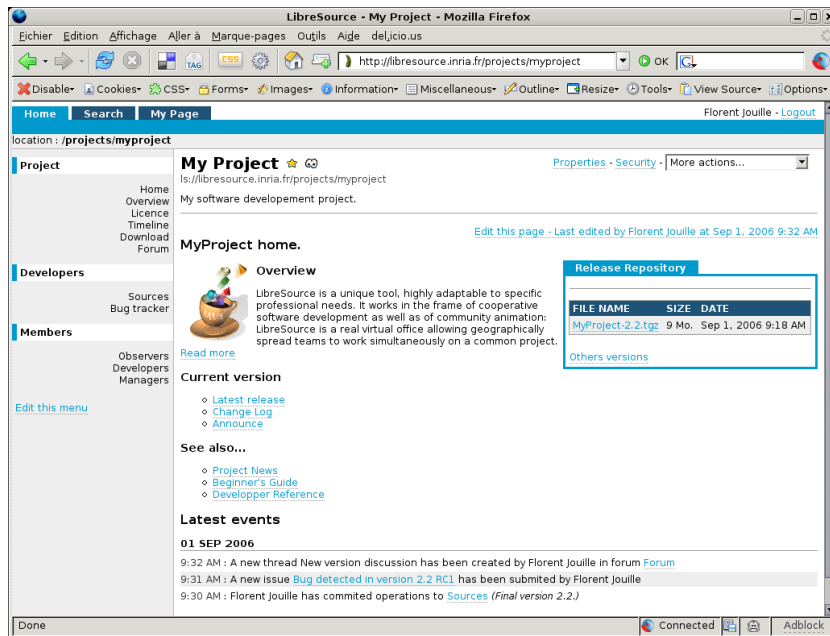 LibreSource - My Project - Mozilla Firefox
Fichier Edition Affichage Aller à Marque-pages Outils Aide del.icio.us
TAG CSS http://libresource.inria.fr/projects/myproject OK G
Disable Cookies CSS Forms Images Information Miscellaneous Outline Resize Tools View Source Options
Home Search My Page Florent Jouille - Logout
location : /projects/myproject
Project
Home
Overview
Licence
Timeline
Download
Forum
Developers
Sources
Bug tracker
Members
Observers
Developers
Managers
Edit this menu
My Project Properties - Security - More actions...
ls://libresource.inria.fr/projects/myproject
My software developement project.
Edit this page - Last edited by Florent Jouille at Sep 1, 2006 9:32 AM
MyProject home.
Overview
LibreSource is a unique tool, highly adaptable to specific
professional needs. It works in the frame of cooperative
software development as well as of community animation:
LibreSource is a real virtual office allowing geographically
spread teams to work simultaneously on a common project.
Read more
Release Repository
FILE NAME SIZE DATE
MyProject-2.2.tgz 9 Mo. Sep 1, 2006 9:18 AM
Others versions
Current version
Latest release
Change Log
Announce
See also...
Project News
Beginner's Guide
Developper Reference
Latest events
01 SEP 2006
9:32 AM : A new thread New version discussion has been created by Florent Jouille in forum Forum
9:31 AM : A new issue Bug detected in version 2.2 RC1 has been submited by Florent Jouille
9:30 AM : Florent Jouille has commited operations to Sources (Final version 2.2.)
Done Connected Adblock